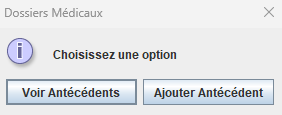 Dossiers Médicaux
Choisissez une option
Voir Antécédents
Ajouter Antécédent